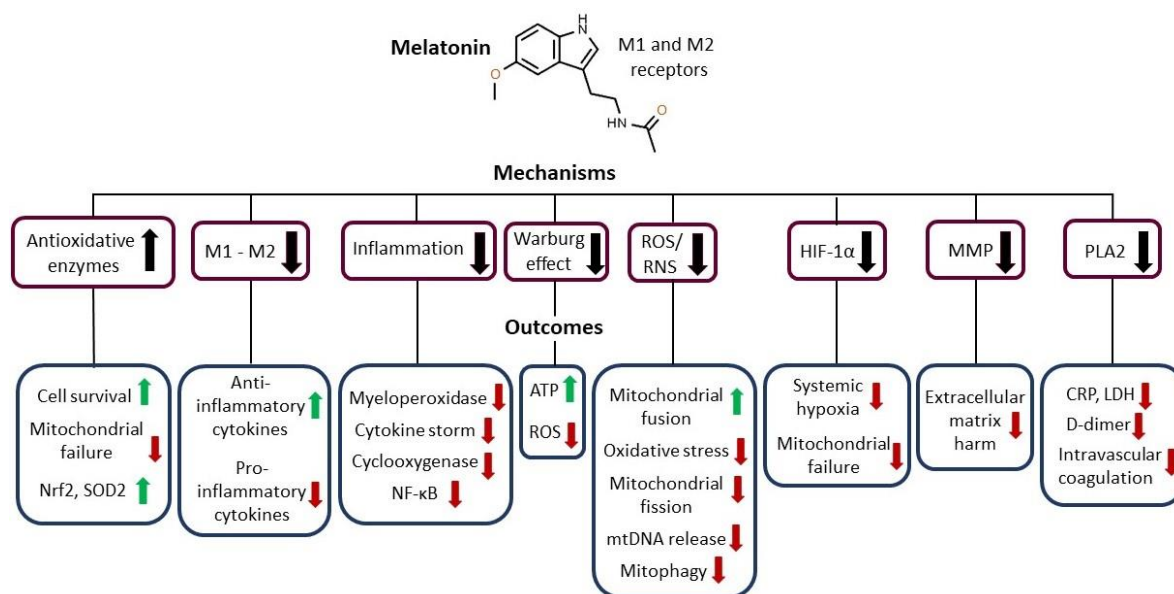 Melatonin
M1 and M2
receptors
H
N
O
HN
O
Mechanisms
Antioxidative
enzymes
M1 - M2
Inflammation
Warburg
effect
ROS/
RNS
HIF-1α
MMP
PLA2
Outcomes
Cell survival
Mitochondrial
failure
Nrf2, SOD2
Anti-
inflammatory
cytokines
Pro-
inflammatory
cytokines
Myeloperoxidase
Cytokine storm
Cyclooxygenase
NF-κB
ATP
ROS
Mitochondrial
fusion
Oxidative stress
Mitochondrial
fission
mtDNA release
Mitophagy
Systemic
hypoxia
Mitochondrial
failure
Extracellular
matrix
harm
CRP, LDH
D-dimer
Intravascular
coagulation